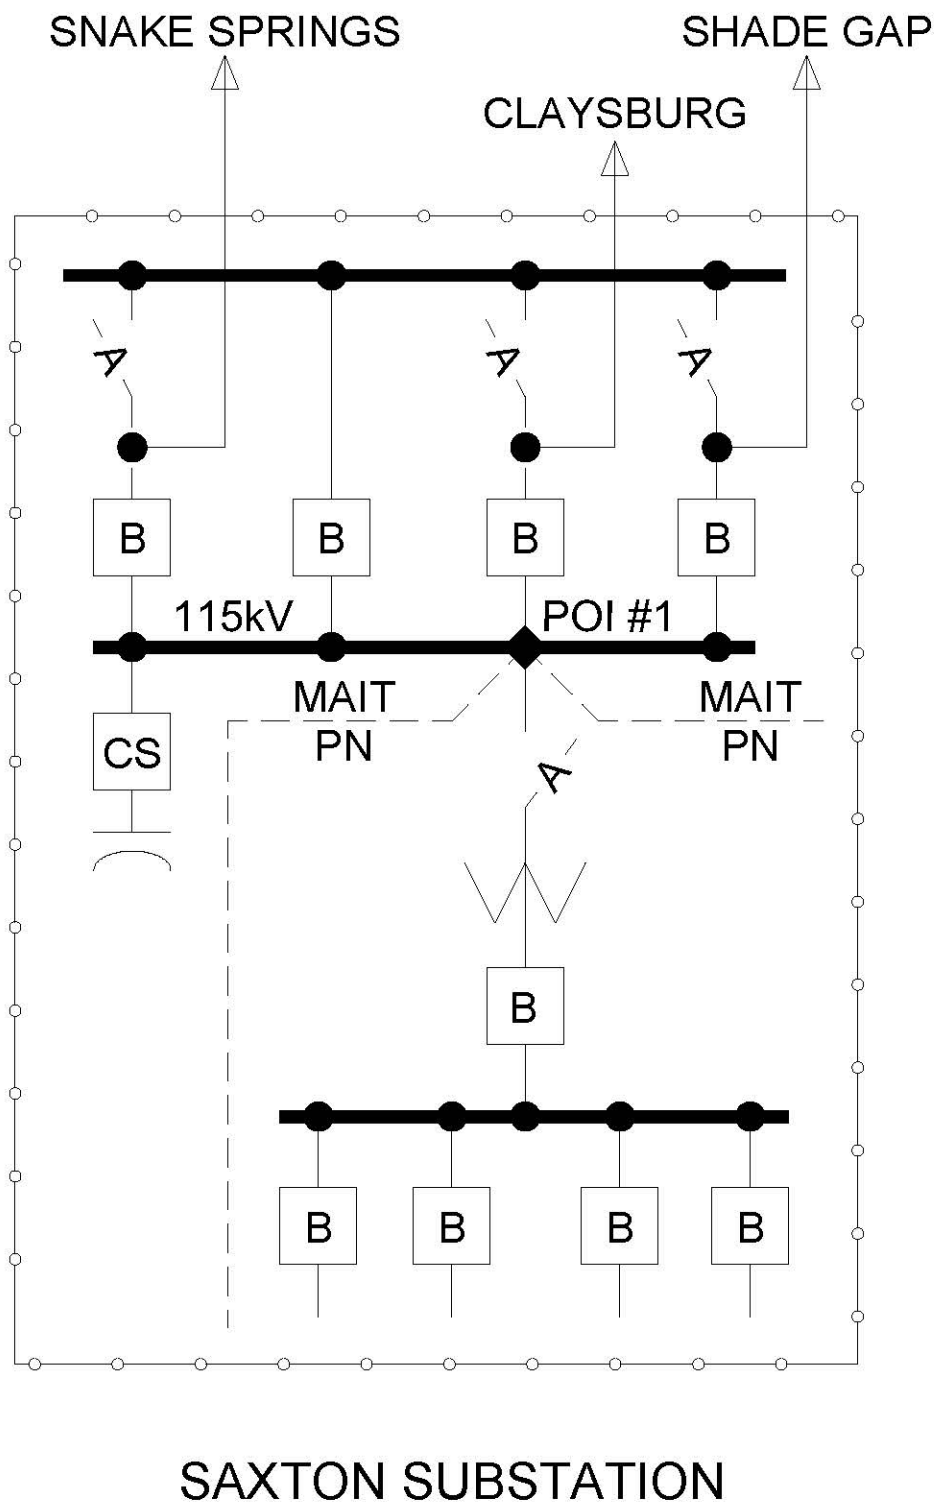 SNAKE SPRINGS
SHADE GAP
CLAYSBURG
A
A
A
B
B
B
B
115kV
POI #1
MAIT
MAIT
PN
PN
CS
A
B
B
B
B
B
SAXTON SUBSTATION